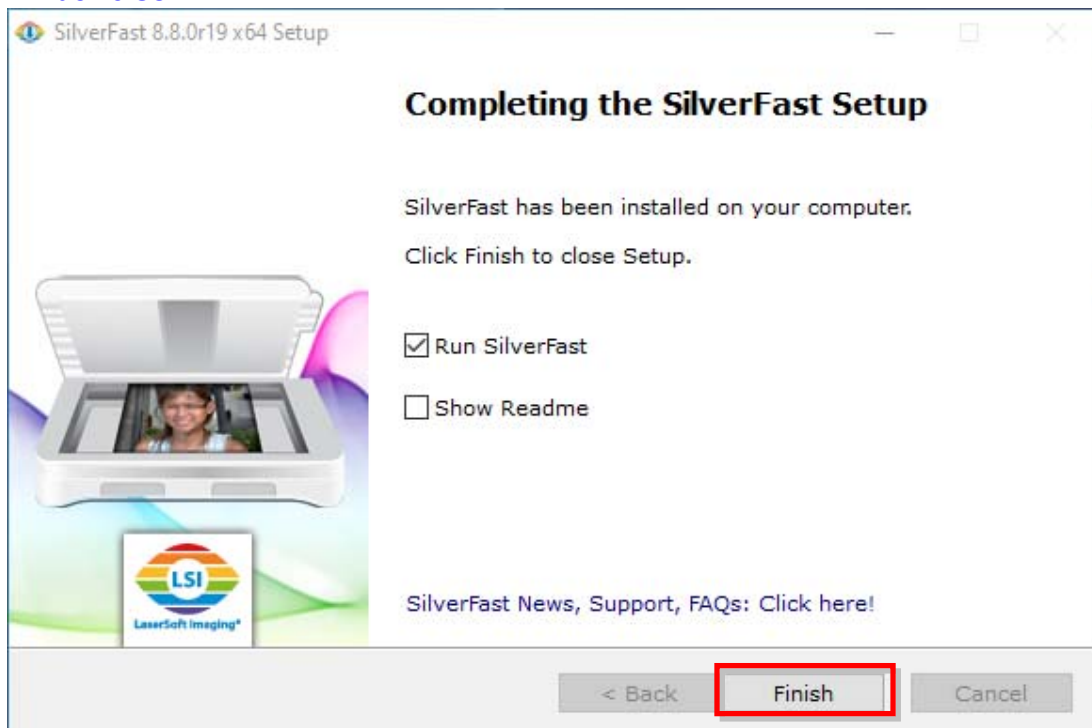 SilverFast 8.8.0r19 x64 Setup
Completing the SilverFast Setup
SilverFast has been installed on your computer.
Click Finish to close Setup.
Run SilverFast
Show Readme
LSI
LaserSoft Imaging®
SilverFast News, Support, FAQs: Click here!
< Back Finish Cancel